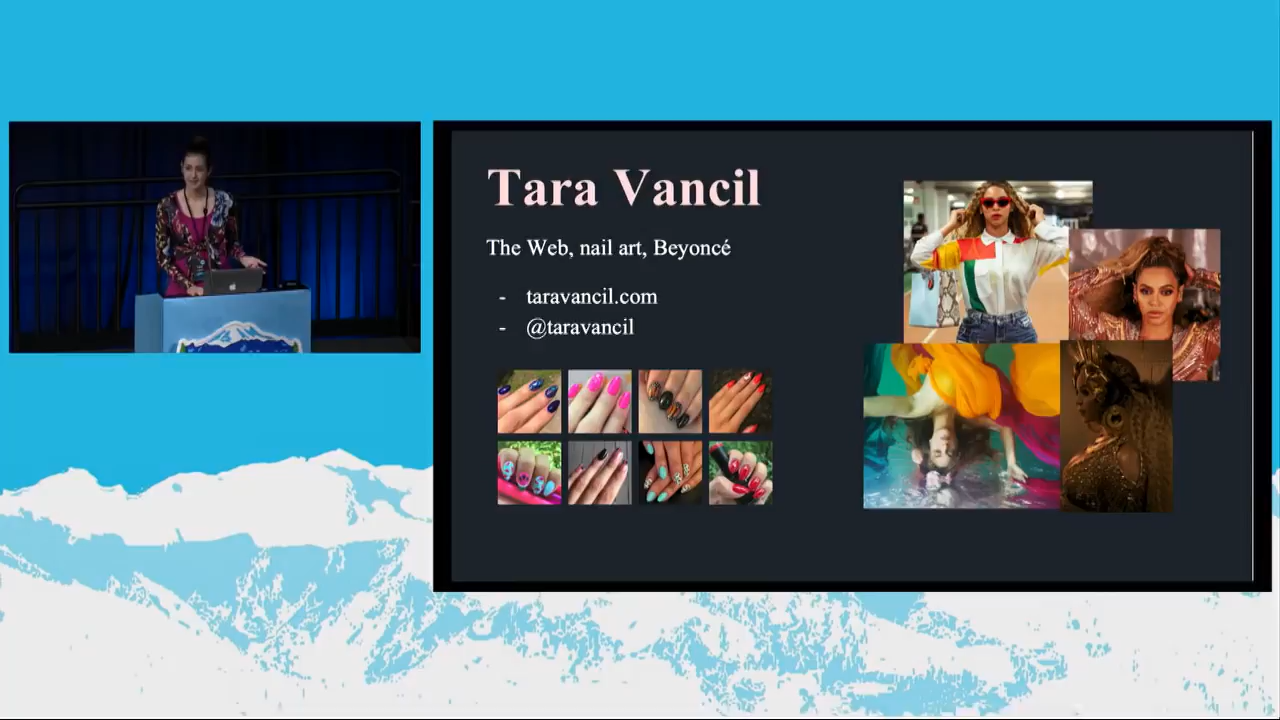 Tara Vancil
The Web, nail art, Beyoncé
- taravancil.com
- @taravancil